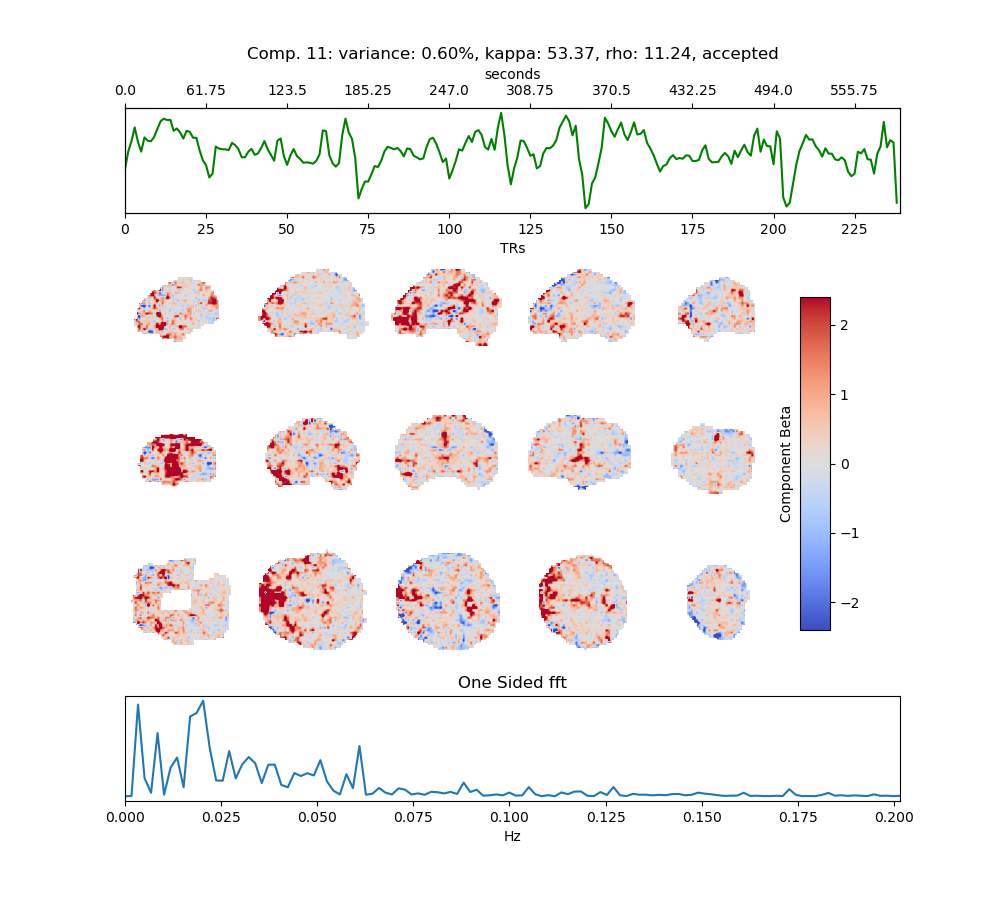 Comp. 11: variance: 0.60%, kappa: 53.37, rho: 11.24, accepted
seconds
0.0 61.75 123.5 185.25 247.0 308.75 370.5 432.25 494.0 555.75
0 25 50 75 100 125 150 175 200 225
TRs
2
1
0
−1
−2
Component Beta
One Sided fft
0.000 0.025 0.050 0.075 0.100 0.125 0.150 0.175 0.200
Hz